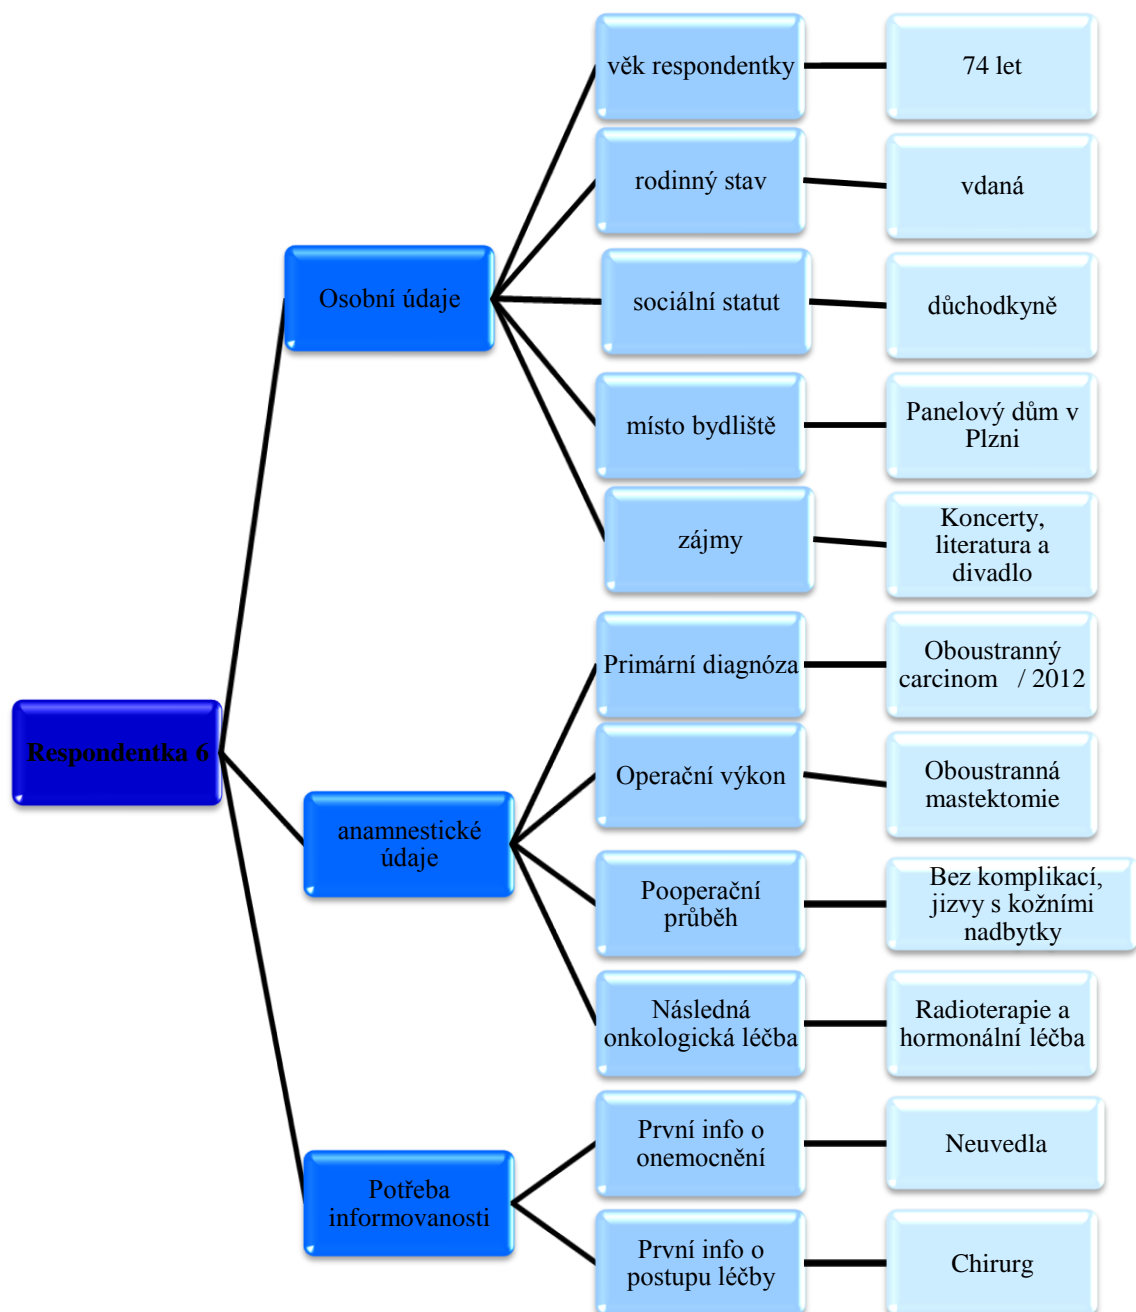 Respondentka 6
Osobní údaje
věk respondentky
74 let
rodinný stav
vdaná
sociální statut
důchodkyně
místo bydliště
Panelový dům v
Plzni
zájmy
Koncerty,
literatura a
divadlo
anamnestické
údaje
Primární diagnóza
Oboustranný
carcinom / 2012
Operační výkon
Oboustranná
mastektomie
Pooperační
průběh
Bez komplikací,
jizvy s kožními
nadbytky
Následná
onkologická léčba
Radioterapie a
hormonální léčba
Potřeba
informovanosti
První info o
onemocnění
Neuvedla
První info o
postupu léčby
Chirurg